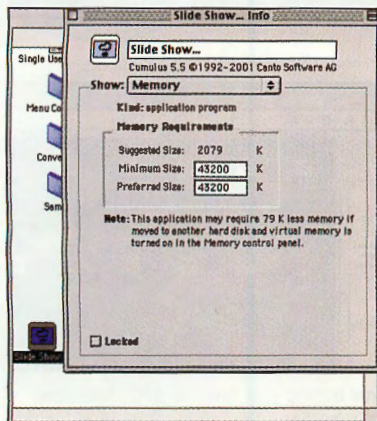 Slide Show... Info
Slide Show...
Cumulus 5.5 ©1992-2001 Canto Software AG
Show: Memory
Kind: application program
Memory Requirements
Suggested Size: 2079 K
Minimum Size: 43200 K
Preferred Size: 43200 K
Note: This application may require 79 K less memory if
moved to another hard disk and virtual memory is
turned on in the Memory control panel.
Locked
Single Use
Menu Co
Conve
Sam
Slide Show